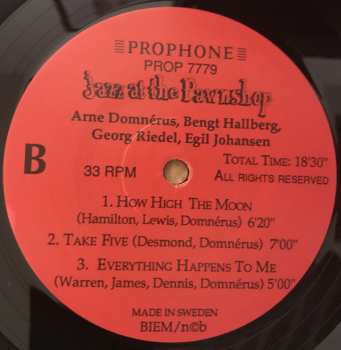 PROPHONE
PROP 7779
Jazz at the Pawnshop
Arne Domnérus, Bengt Hallberg,
Georg Riedel, Egil Johansen
B
33 RPM
TOTAL TIME: 18'30"
ALL RIGHTS RESERVED
1. HOW HIGH THE MOON
(Hamilton, Lewis, Domnérus) 6'20"
2. TAKE FIVE (Desmond, Domnérus) 7'00"
3. EVERYTHING HAPPENS TO ME
(Warren, James, Dennis, Domnérus) 5'00"
MADE IN SWEDEN
BIEM/n©b